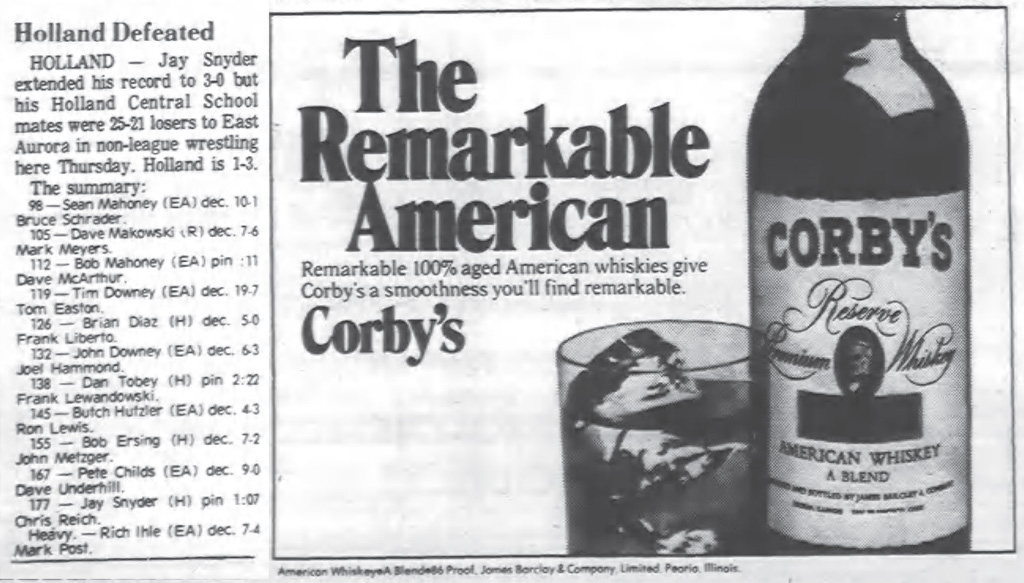 Holland Defeated
HOLLAND — Jay Snyder
extended his record to 3-0 but
his Holland Central School
mates were 25-21 losers to East
Aurora in non-league wrestling
here Thursday. Holland is 1-3.
The summary:
98 — Sean Mahoney (EA) dec. 10-1
Bruce Schrader.
105 — Dave Makowski (R) dec. 7-6
Mark Meyers.
112 — Bob Mahoney (EA) pin :11
Dave McArthur.
119 — Tim Downey (EA) dec. 19-7
Tom Easton.
126 — Brian Diaz (H) dec. 5-0
Frank Liberto.
132 — John Downey (EA) dec. 6-3
Joel Hammond.
138 — Dan Tobey (H) pin 2:22
Frank Lewandowski.
145 — Butch Hutzler (EA) dec. 4-3
Ron Lewis.
155 — Bob Ersing (H) dec. 7-2
John Metzger.
167 — Pete Childs (EA) dec. 9-0
Dave Underhill.
177 — Jay Snyder (H) pin 1:07
Chris Reich.
Heavy. — Rich Ihle (EA) dec. 7-4
Mark Post.
The
Remarkable
American
Remarkable 100% aged American whiskies give
Corby's a smoothness you'll find remarkable.
Corby's
CORBY'S
Reserve
Premium Whiskey
AMERICAN WHISKEY
A BLEND
AND BOTTLED BY JAMES BARCLAY & COMPANY
American Whiskey•A Blend•86 Proof, James Barclay & Company, Limited, Peoria, Illinois.